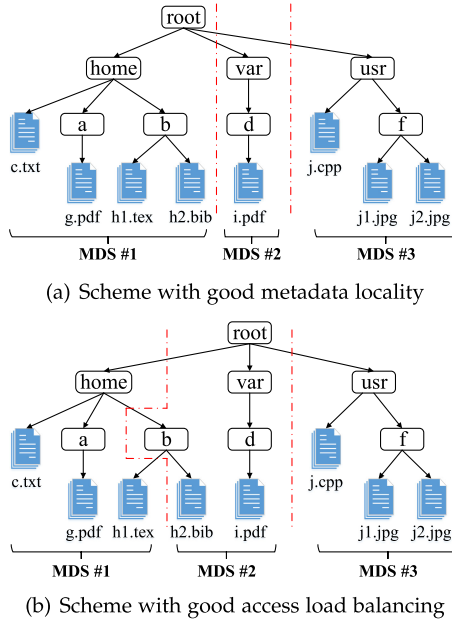 root
home var usr
a b d f
c.txt j.cpp
g.pdf h1.tex h2.bib i.pdf j1.jpg j2.jpg
MDS #1 MDS #2 MDS #3
(a) Scheme with good metadata locality
root
home var usr
a b d f
c.txt j.cpp
g.pdf h1.tex h2.bib i.pdf j1.jpg j2.jpg
MDS #1 MDS #2 MDS #3
(b) Scheme with good access load balancing